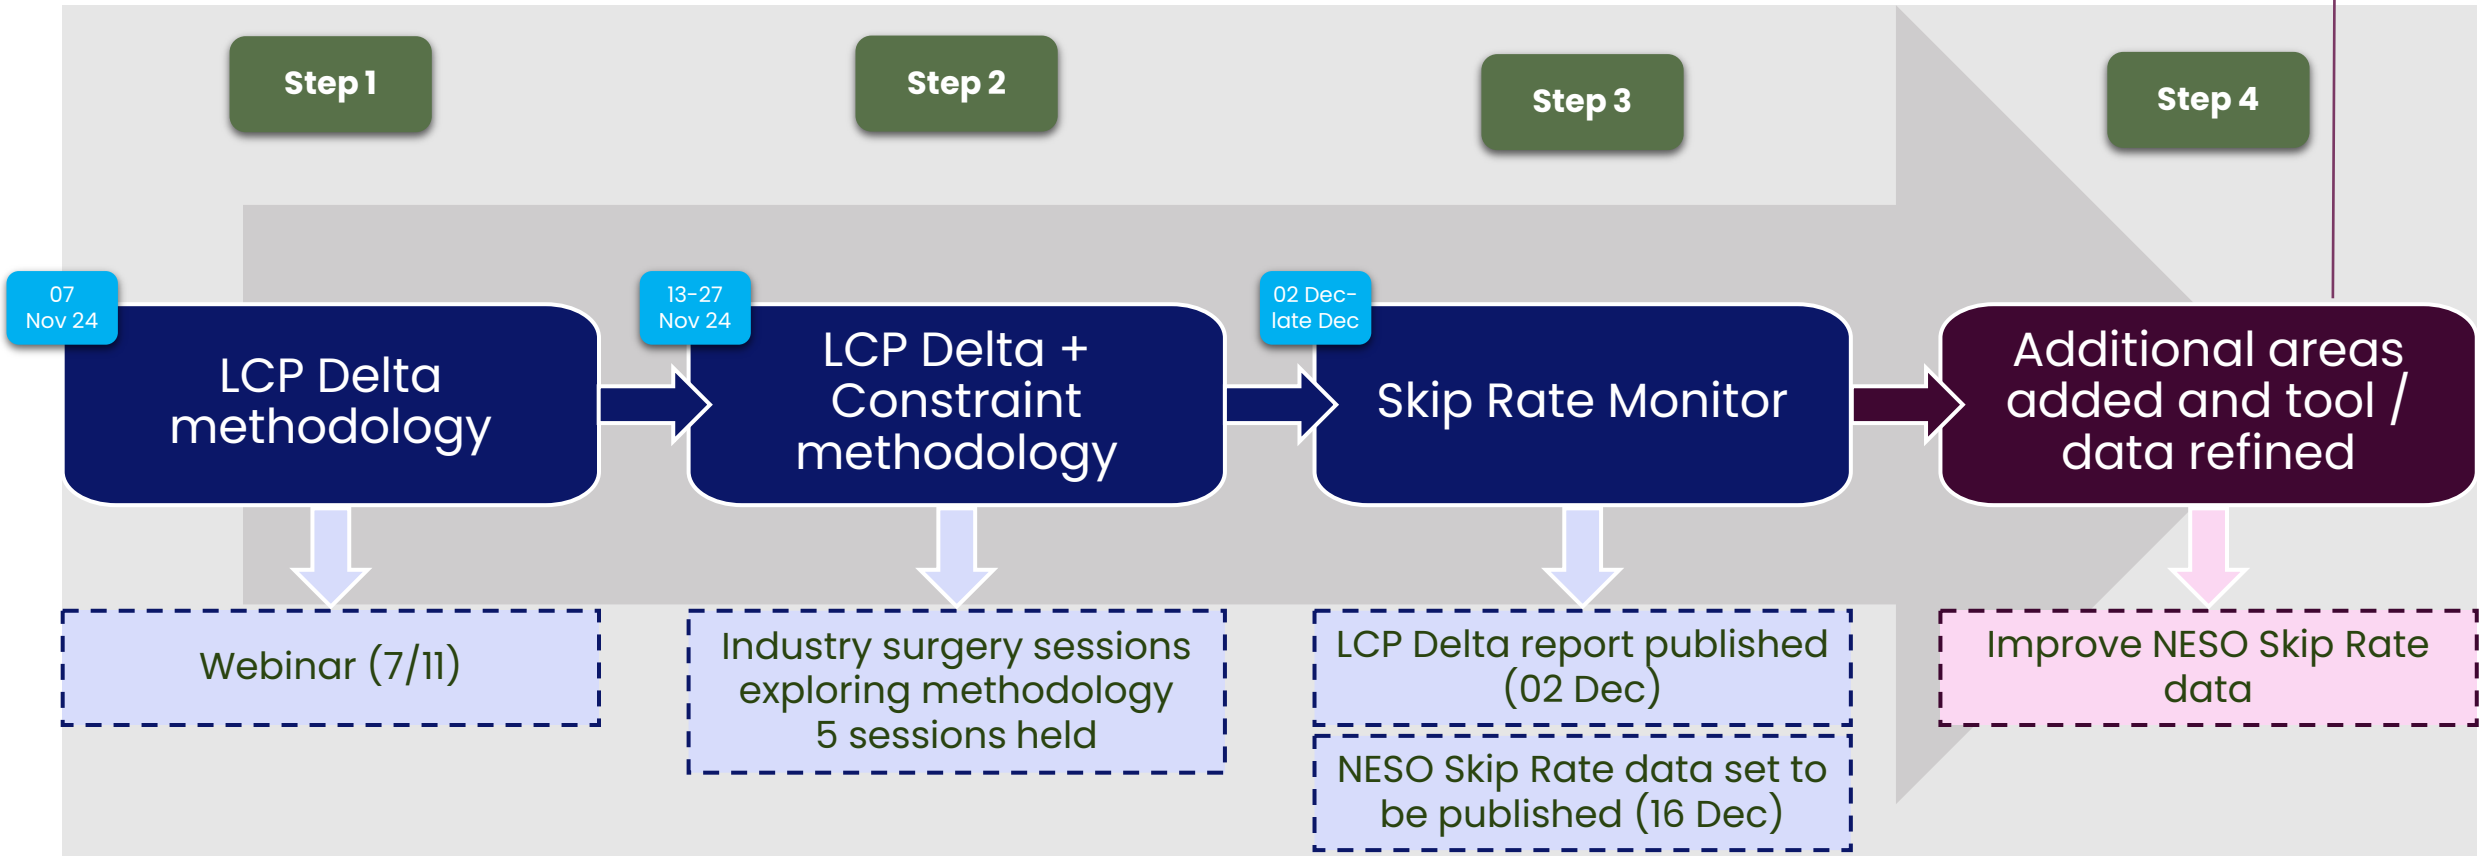 Step 1
Step 2
Step 3
Step 4
07
Nov 24
LCP Delta
methodology
13-27
Nov 24
LCP Delta +
Constraint
methodology
02 Dec-
late Dec
Skip Rate Monitor
Additional areas
added and tool /
data refined
Webinar (7/11)
Industry surgery sessions
exploring methodology
5 sessions held
LCP Delta report published
(02 Dec)
NESO Skip Rate data set to
be published (16 Dec)
Improve NESO Skip Rate
data